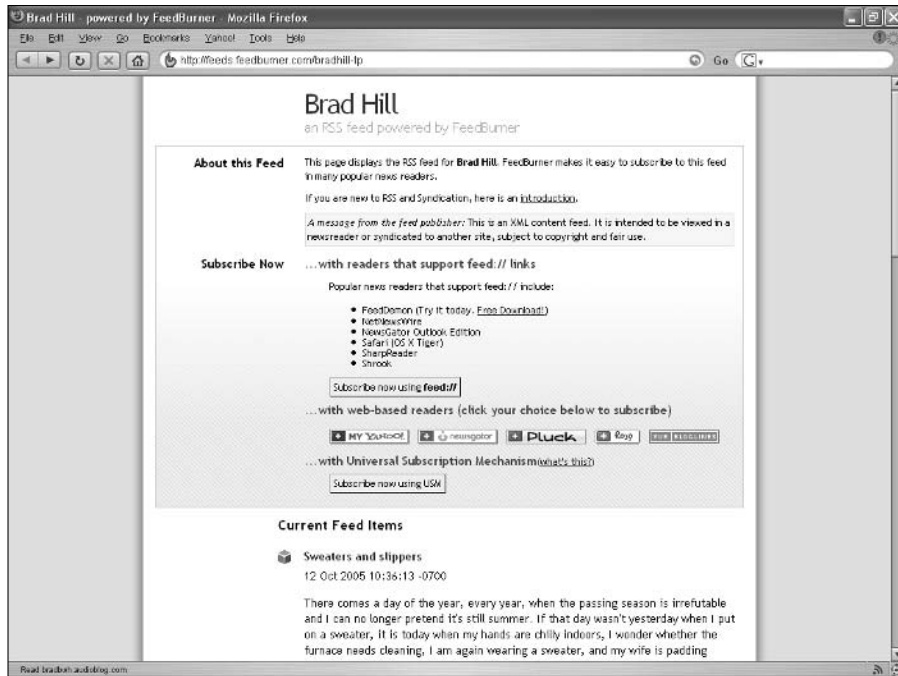 Brad Hill - powered by FeedBurner - Mozilla Firefox
File Edit View Go Bookmarks Yahoo! Tools Help
http://feeds.feedburner.com/bradhill-lp Go
Brad Hill
an RSS feed powered by FeedBurner
About this Feed
This page displays the RSS feed for Brad Hill. FeedBurner makes it easy to subscribe to this feed
in many popular news readers.
If you are new to RSS and Syndication, here is an introduction.
A message from the feed publisher: This is an XML content feed. It is intended to be viewed in a
newsreader or syndicated to another site, subject to copyright and fair use.
Subscribe Now
...with readers that support feed:// links
Popular news readers that support feed:// include:
FeedDemon (Try it today. Free Download!)
NetNewsWire
NewsGator Outlook Edition
Safari (OS X Tiger)
SharpReader
Shrook
Subscribe now using feed://
...with web-based readers (click your choice below to subscribe)
MY YAHOO! newsgator Pluck Rojo SUB BLOGLINES
...with Universal Subscription Mechanism(what's this?)
Subscribe now using USM
Current Feed Items
Sweaters and slippers
12 Oct 2005 10:36:13 -0700
There comes a day of the year, every year, when the passing season is irrefutable
and I can no longer pretend it's still summer. If that day wasn't yesterday when I put
on a sweater, it is today when my hands are chilly indoors, I wonder whether the
furnace needs cleaning, I am again wearing a sweater, and my wife is padding
Read bradhill.audioblog.com